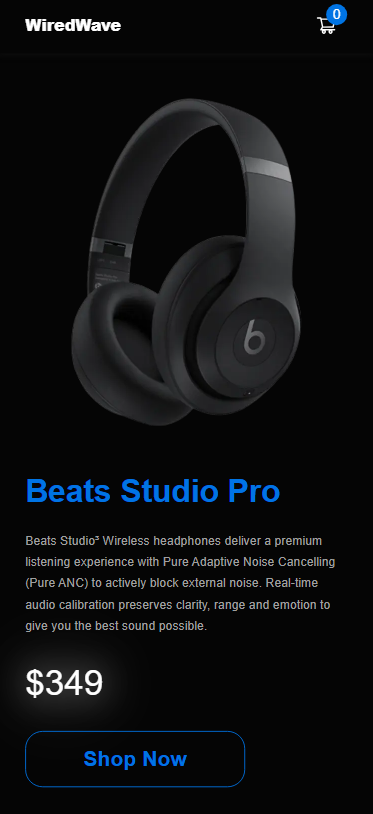 WiredWave
0
b
Beats Studio Pro
Beats Studio³ Wireless headphones deliver a premium
listening experience with Pure Adaptive Noise Cancelling
(Pure ANC) to actively block external noise. Real-time
audio calibration preserves clarity, range and emotion to
give you the best sound possible.
$349
Shop Now